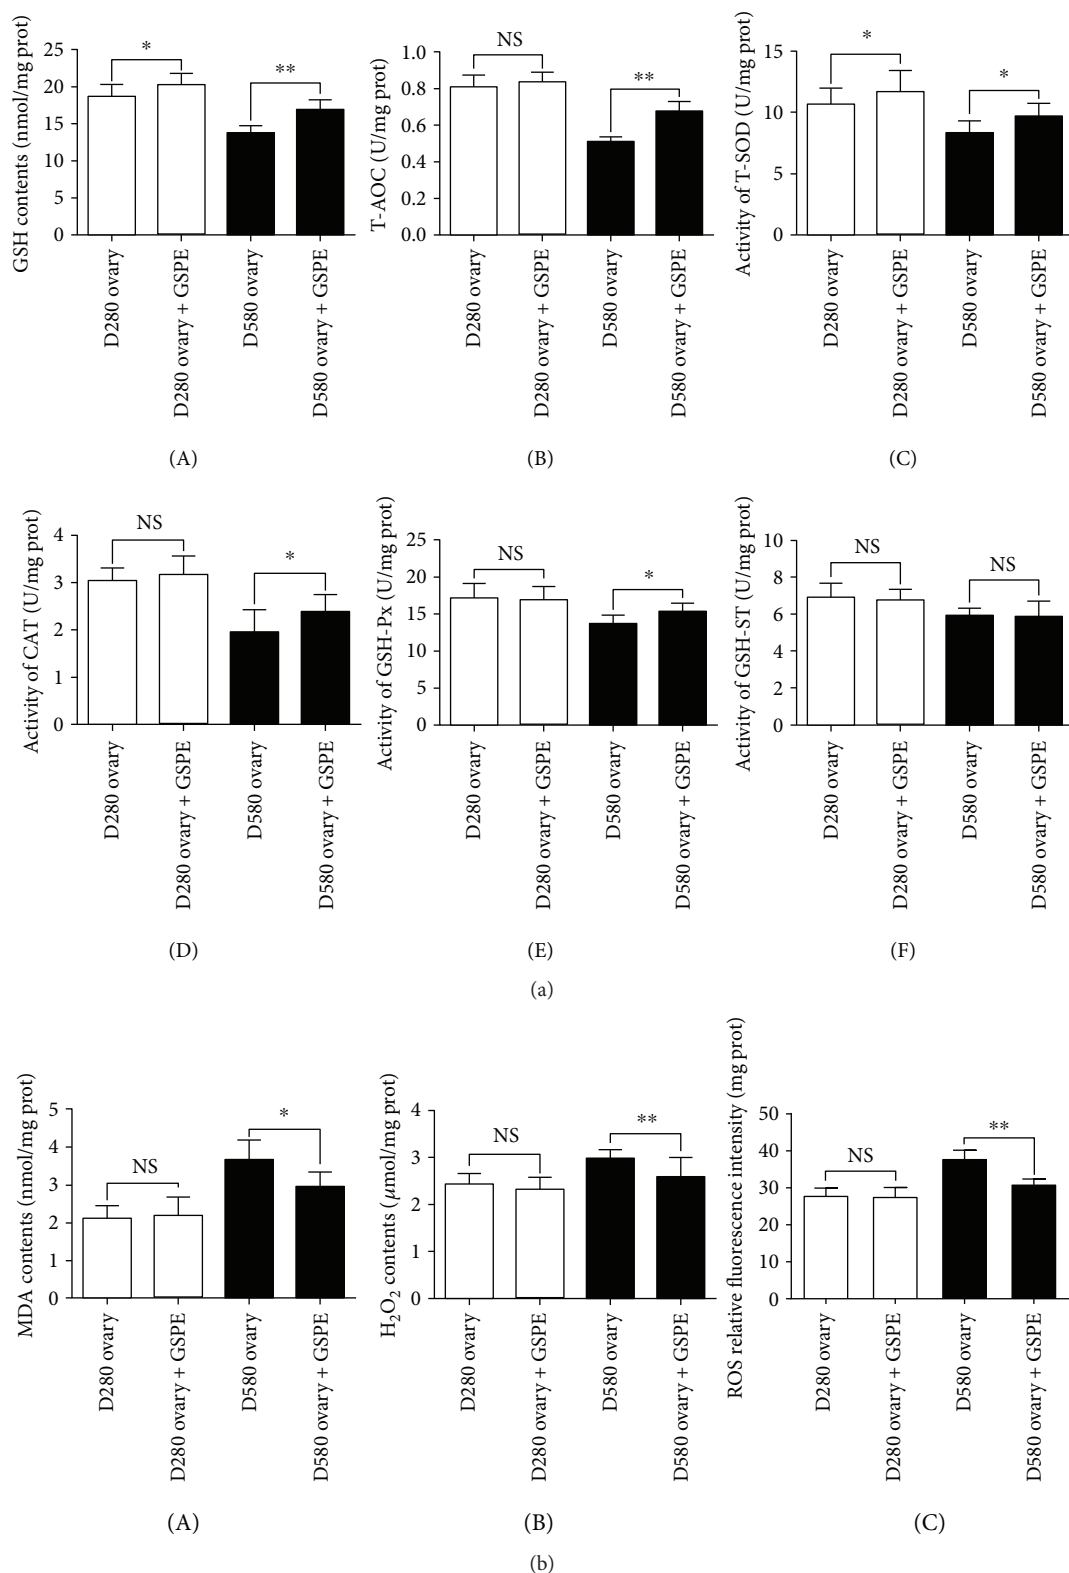 GSH contents (nmol/mg prot)
25
20
15
10
5
0
*
**
D280 ovary
D280 ovary + GSPE
D580 ovary
D580 ovary + GSPE
(A)
T-AOC (U/mg prot)
1.0
0.8
0.6
0.4
0.2
0.0
NS
**
D280 ovary
D280 ovary + GSPE
D580 ovary
D580 ovary + GSPE
(B)
Activity of T-SOD (U/mg prot)
15
10
5
0
*
*
D280 ovary
D280 ovary + GSPE
D580 ovary
D580 ovary + GSPE
(C)
Activity of CAT (U/mg prot)
4
3
2
1
0
NS
*
D280 ovary
D280 ovary + GSPE
D580 ovary
D580 ovary + GSPE
(D)
Activity of GSH-Px (U/mg prot)
25
20
15
10
5
0
NS
*
D280 ovary
D280 ovary + GSPE
D580 ovary
D580 ovary + GSPE
(E)
Activity of GSH-ST (U/mg prot)
10
8
6
4
2
0
NS
NS
D280 ovary
D280 ovary + GSPE
D580 ovary
D580 ovary + GSPE
(F)
(a)
MDA contents (nmol/mg prot)
5
4
3
2
1
0
NS
*
D280 ovary
D280 ovary + GSPE
D580 ovary
D580 ovary + GSPE
(A)
H₂O₂ contents (μmol/mg prot)
4
3
2
1
0
NS
**
D280 ovary
D280 ovary + GSPE
D580 ovary
D580 ovary + GSPE
(B)
ROS relative fluorescence intensity (mg prot)
50
40
30
20
10
0
NS
**
D280 ovary
D280 ovary + GSPE
D580 ovary
D580 ovary + GSPE
(C)
(b)